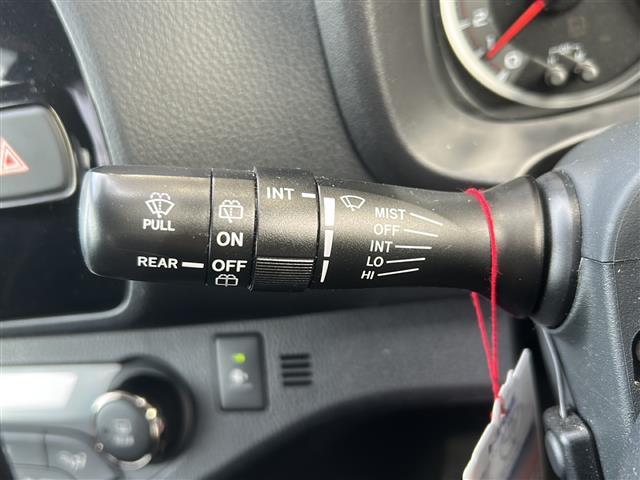 INT
MIST
OFF
INT
LO
HI
PULL
ON
REAR
OFF